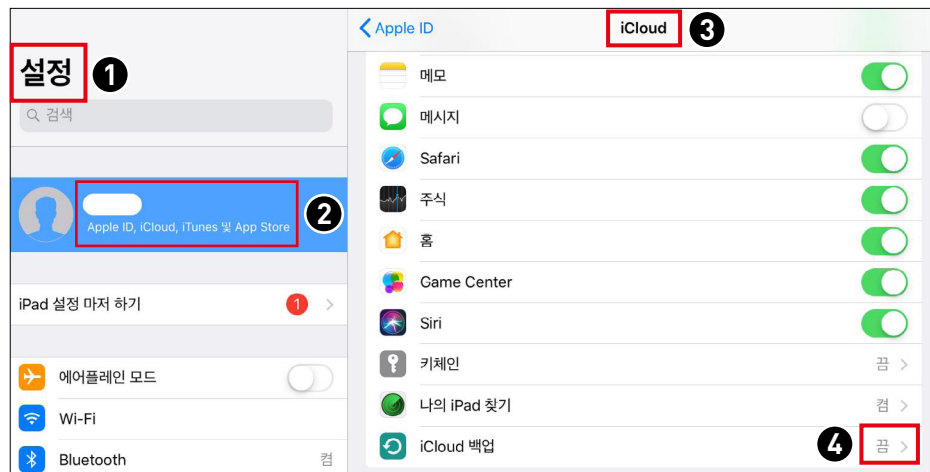 설정 1
검색
Apple ID, iCloud, iTunes 및 App Store 2
iPad 설정 마저 하기 1
에어플레인 모드
Wi-Fi
Bluetooth 켬
Apple ID iCloud 3
메모
메시지
Safari
주식
홈
Game Center
Siri
키체인 끔
나의 iPad 찾기 켬
iCloud 백업 4 끔